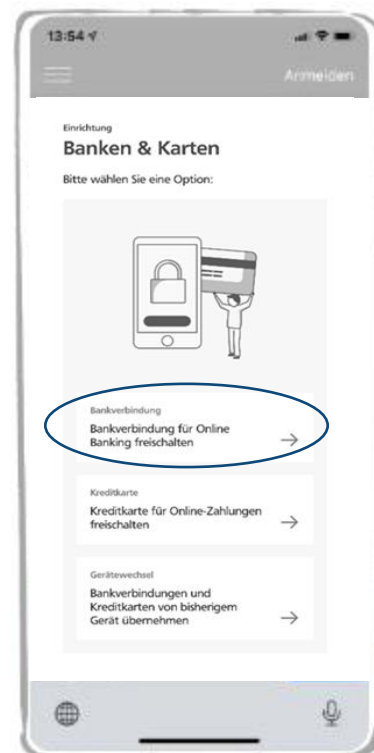 13:54
Anmelden
Einrichtung
Banken & Karten
Bitte wählen Sie eine Option:
Bankverbindung
Bankverbindung für Online
Banking freischalten
Kreditkarte
Kreditkarte für Online-Zahlungen
freischalten
Gerätewechsel
Bankverbindungen und
Kreditkarten von bisherigem
Gerät übernehmen